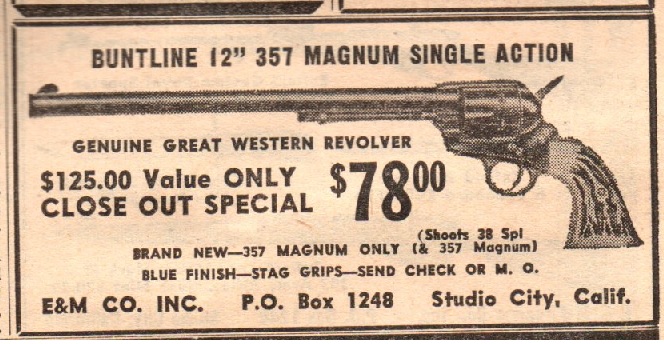 BUNTLINE 12” 357 MAGNUM SINGLE ACTION
GENUINE GREAT WESTERN REVOLVER
$125.00 Value ONLY $78⁰⁰
CLOSE OUT SPECIAL
(Shoots 38 Spl
BRAND NEW—357 MAGNUM ONLY (& 357 Magnum)
BLUE FINISH—STAG GRIPS—SEND CHECK OR M. O.
E&M CO. INC. P.O. Box 1248 Studio City, Calif.